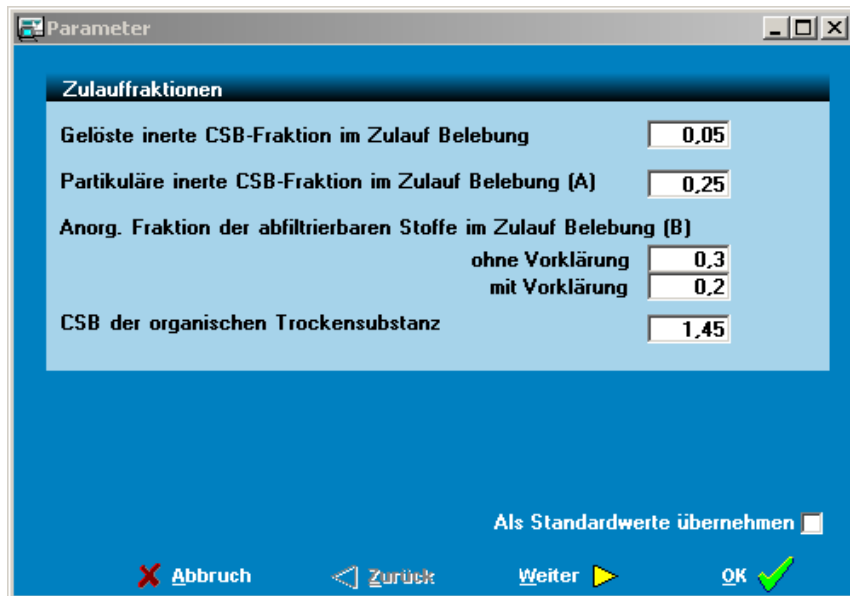 Parameter
Zulauffraktionen
Gelöste inerte CSB-Fraktion im Zulauf Belebung 0,05
Partikuläre inerte CSB-Fraktion im Zulauf Belebung (A) 0,25
Anorg. Fraktion der abfiltrierbaren Stoffe im Zulauf Belebung (B)
ohne Vorklärung 0,3
mit Vorklärung 0,2
CSB der organischen Trockensubstanz 1,45
Als Standardwerte übernehmen
Abbruch Zurück Weiter OK